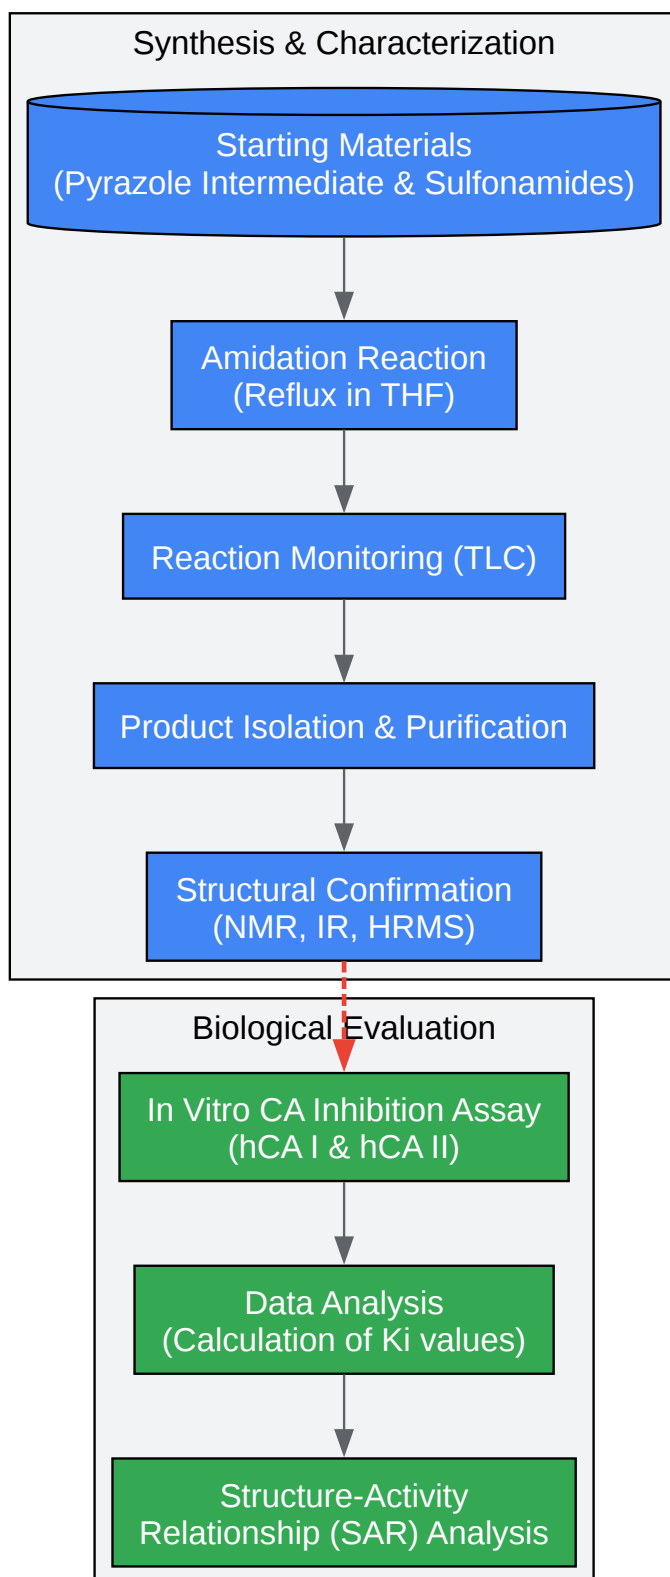 Synthesis & Characterization
Starting Materials
(Pyrazole Intermediate & Sulfonamides)
Amidation Reaction
(Reflux in THF)
Reaction Monitoring (TLC)
Product Isolation & Purification
Structural Confirmation
(NMR, IR, HRMS)
Biological Evaluation
In Vitro CA Inhibition Assay
(hCA I & hCA II)
Data Analysis
(Calculation of Ki values)
Structure-Activity
Relationship (SAR) Analysis